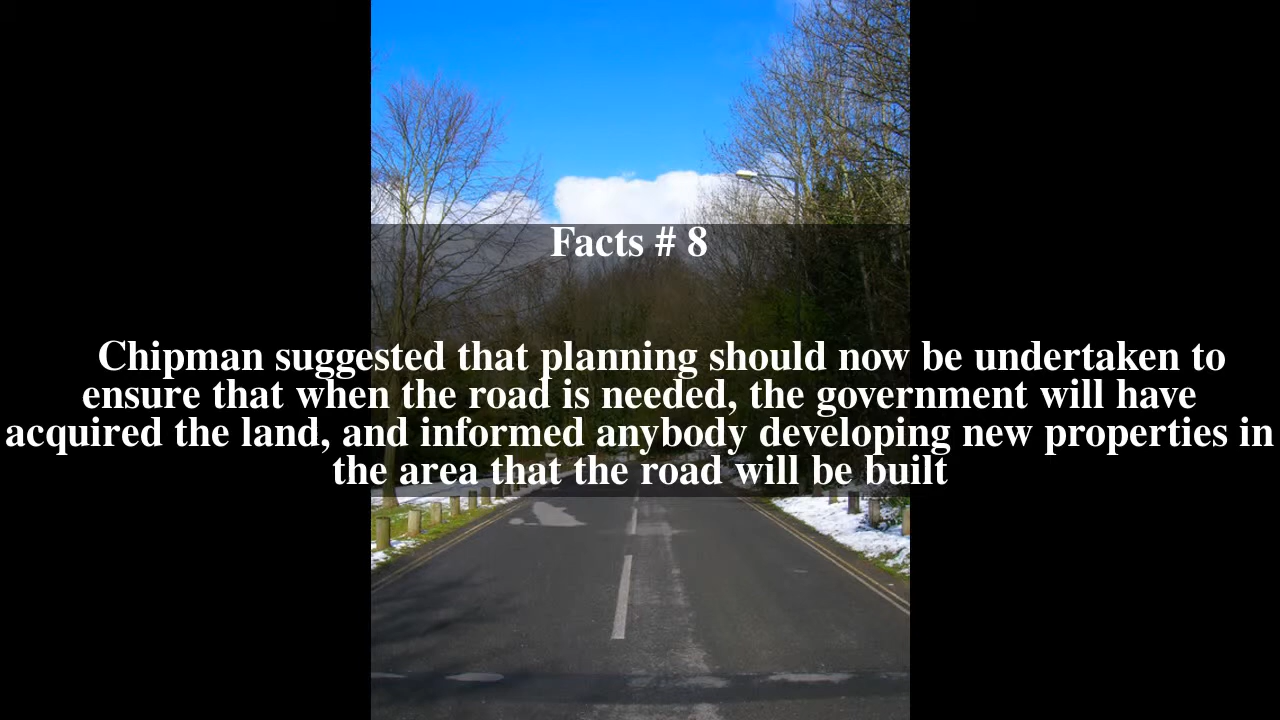 Facts # 8
Chipman suggested that planning should now be undertaken to
ensure that when the road is needed, the government will have
acquired the land, and informed anybody developing new properties in
the area that the road will be built